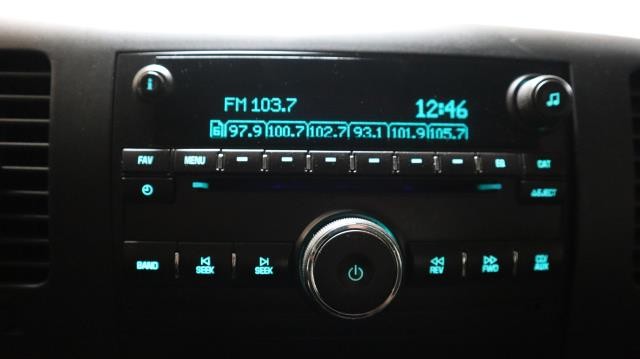 i
FM 103.7 12:46
6 97.9 100.7 102.7 93.1 101.9 105.7
FAV MENU EQ CAT
EJECT
BAND SEEK SEEK REV FWD CD/
AUX